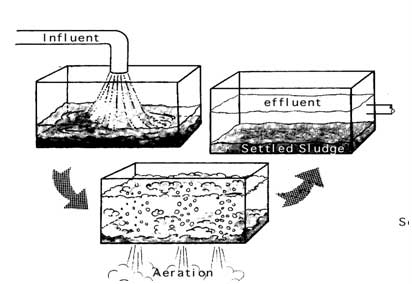 Influent
effluent
Settled Sludge
Aeration
S